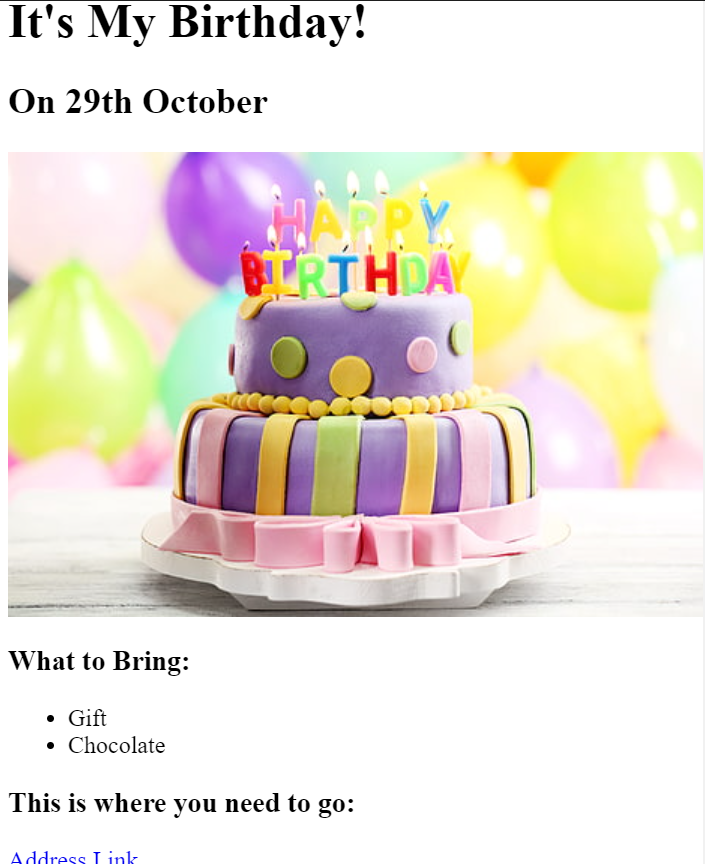 It's My Birthday!
On 29th October
HAPPY
BIRTHDAY
What to Bring:
Gift
Chocolate
This is where you need to go:
Address Link